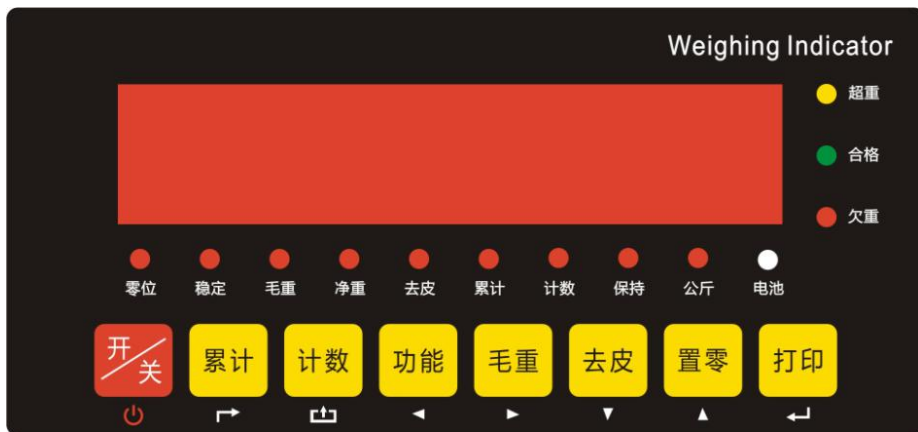 Weighing Indicator
超重
合格
欠重
零位 稳定 毛重 净重 去皮 累计 计数 保持 公斤 电池
开/关 累计 计数 功能 毛重 去皮 置零 打印